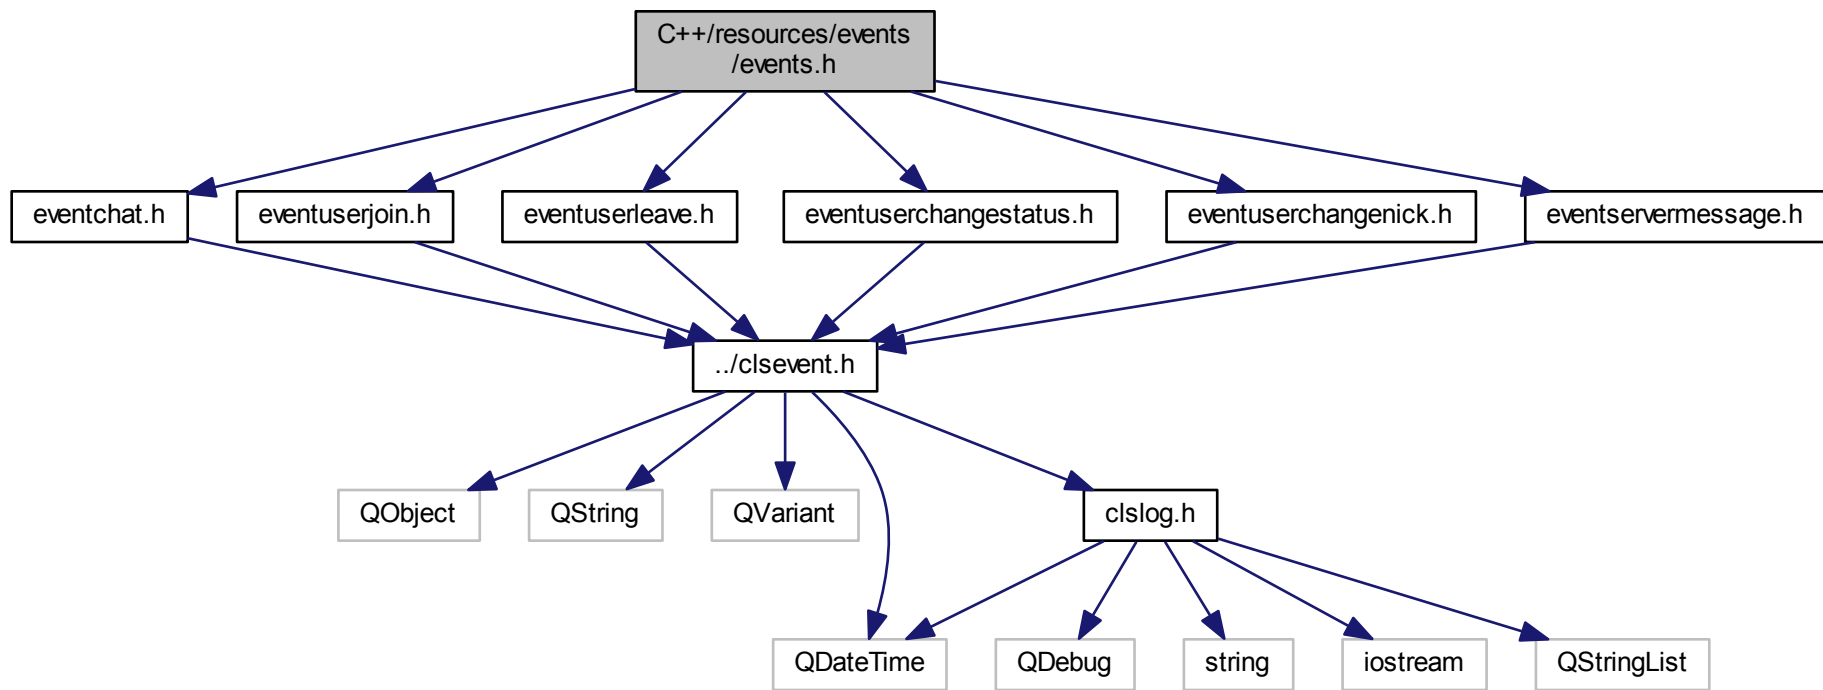 C++/resources/events
/events.h
eventchat.h
eventuserjoin.h
eventuserleave.h
eventuserchangestatus.h
eventuserchangenick.h
eventservermessage.h
../clsevent.h
QObject
QString
QVariant
clslog.h
QDateTime
QDebug
string
iostream
QStringList